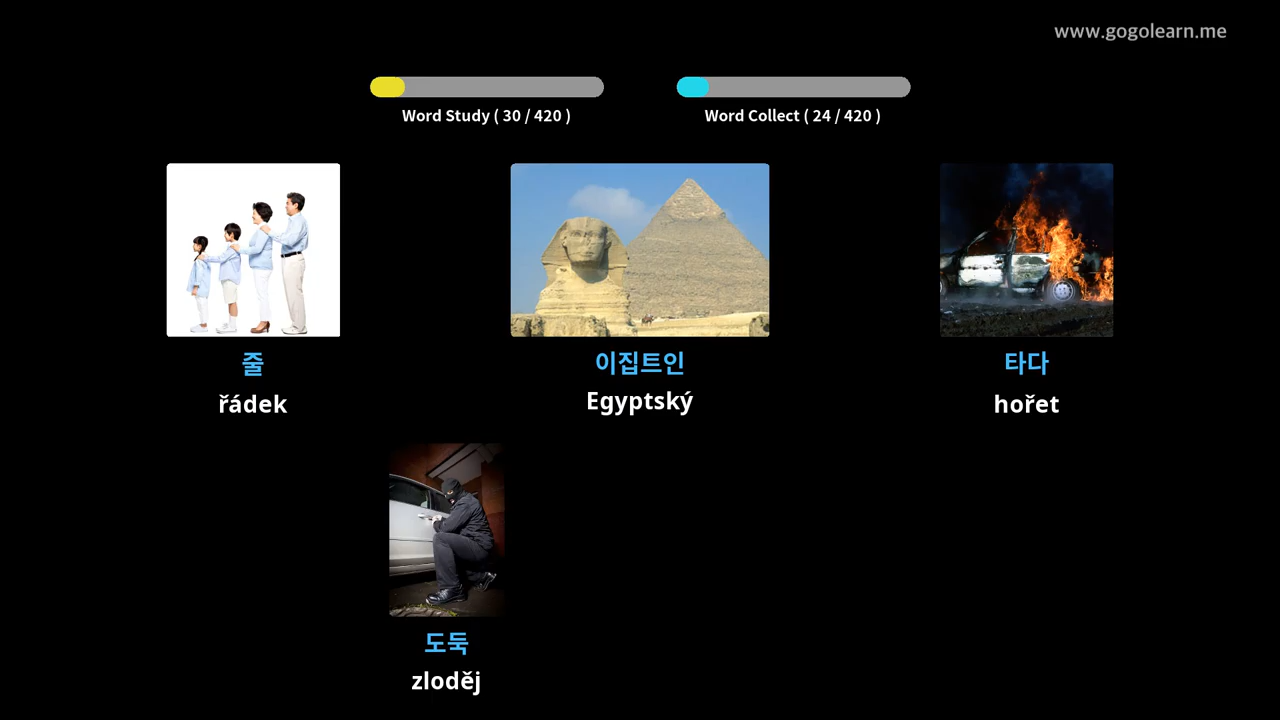 www.gogolearn.me
Word Study ( 30 / 420 )
Word Collect ( 24 / 420 )
줄
řádek
이집트인
Egyptský
타다
hořet
도둑
zloděj